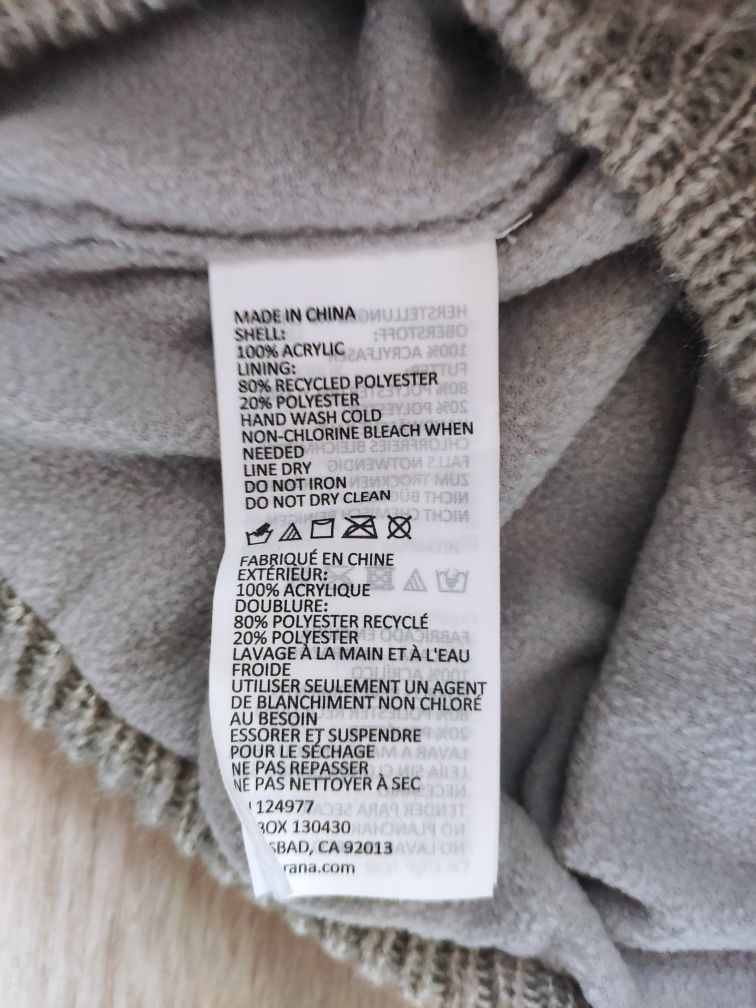 MADE IN CHINA
SHELL:
100% ACRYLIC
LINING:
80% RECYCLED POLYESTER
20% POLYESTER
HAND WASH COLD
NON-CHLORINE BLEACH WHEN
NEEDED
LINE DRY
DO NOT IRON
DO NOT DRY CLEAN
FABRIQUÉ EN CHINE
EXTÉRIEUR:
100% ACRYLIQUE
DOUBLURE:
80% POLYESTER RECYCLÉ
20% POLYESTER
LAVAGE À LA MAIN ET À L'EAU
FROIDE
UTILISER SEULEMENT UN AGENT
DE BLANCHIMENT NON CHLORÉ
AU BESOIN
ESSORER ET SUSPENDRE
POUR LE SÉCHAGE
NE PAS REPASSER
NE PAS NETTOYER À SEC
124977
BOX 130430
SBAD, CA 92013
rana.com